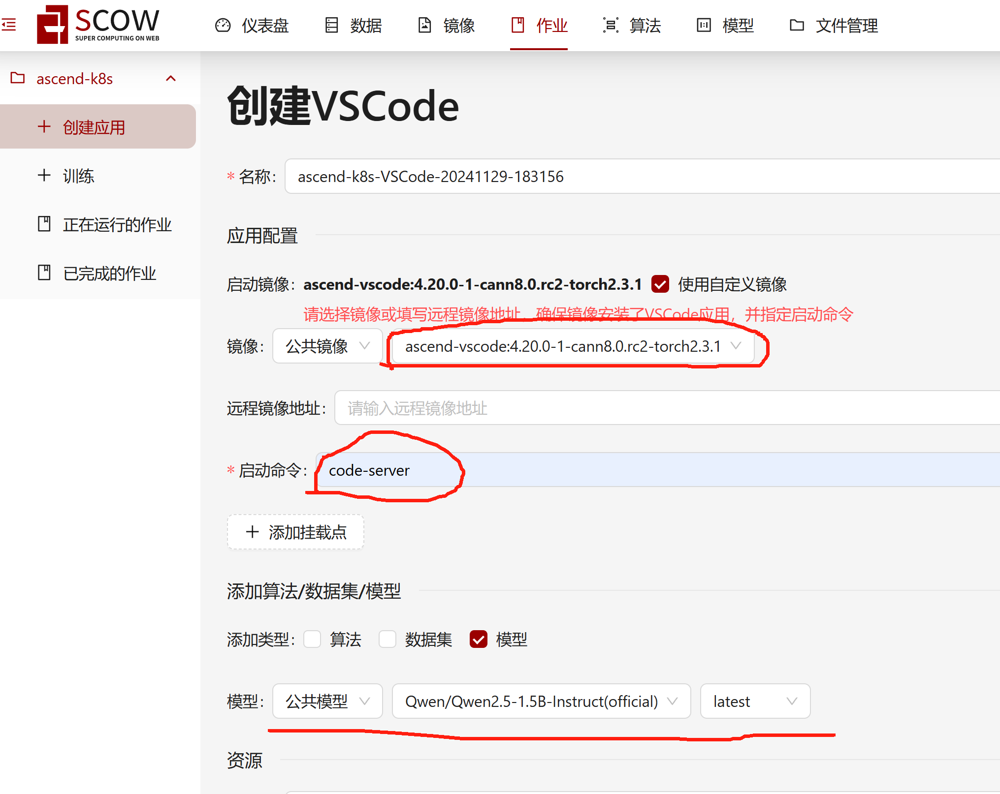 SCOW
SUPER COMPUTING ON WEB
仪表盘
数据
镜像
作业
算法
模型
文件管理
ascend-k8s
创建应用
训练
正在运行的作业
已完成的作业
创建VSCode
* 名称: ascend-k8s-VSCode-20241129-183156
应用配置
启动镜像: ascend-vscode:4.20.0-1-cann8.0.rc2-torch2.3.1 使用自定义镜像
请选择镜像或填写远程镜像地址，确保镜像安装了VSCode应用，并指定启动命令
镜像: 公共镜像 ascend-vscode:4.20.0-1-cann8.0.rc2-torch2.3.1
远程镜像地址: 请输入远程镜像地址
* 启动命令: code-server
添加挂载点
添加算法/数据集/模型
添加类型: 算法 数据集 模型
模型: 公共模型 Qwen/Qwen2.5-1.5B-Instruct(official) latest
资源